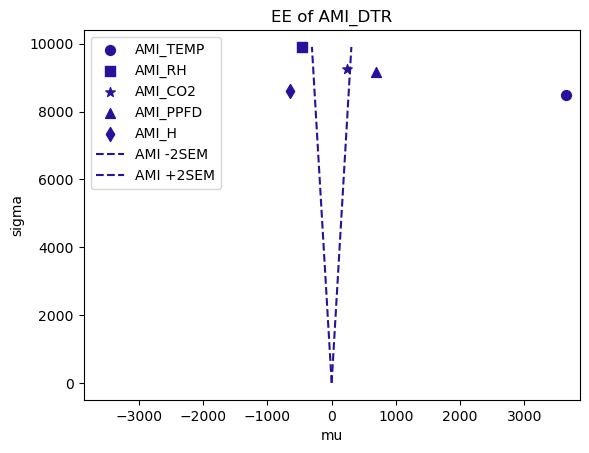 EE of AMI_DTR
AMI_TEMP
AMI_RH
AMI_CO2
AMI_PPFD
AMI_H
AMI -2SEM
AMI +2SEM
10000
8000
6000
4000
2000
0
sigma
−3000 −2000 −1000 0 1000 2000 3000
mu